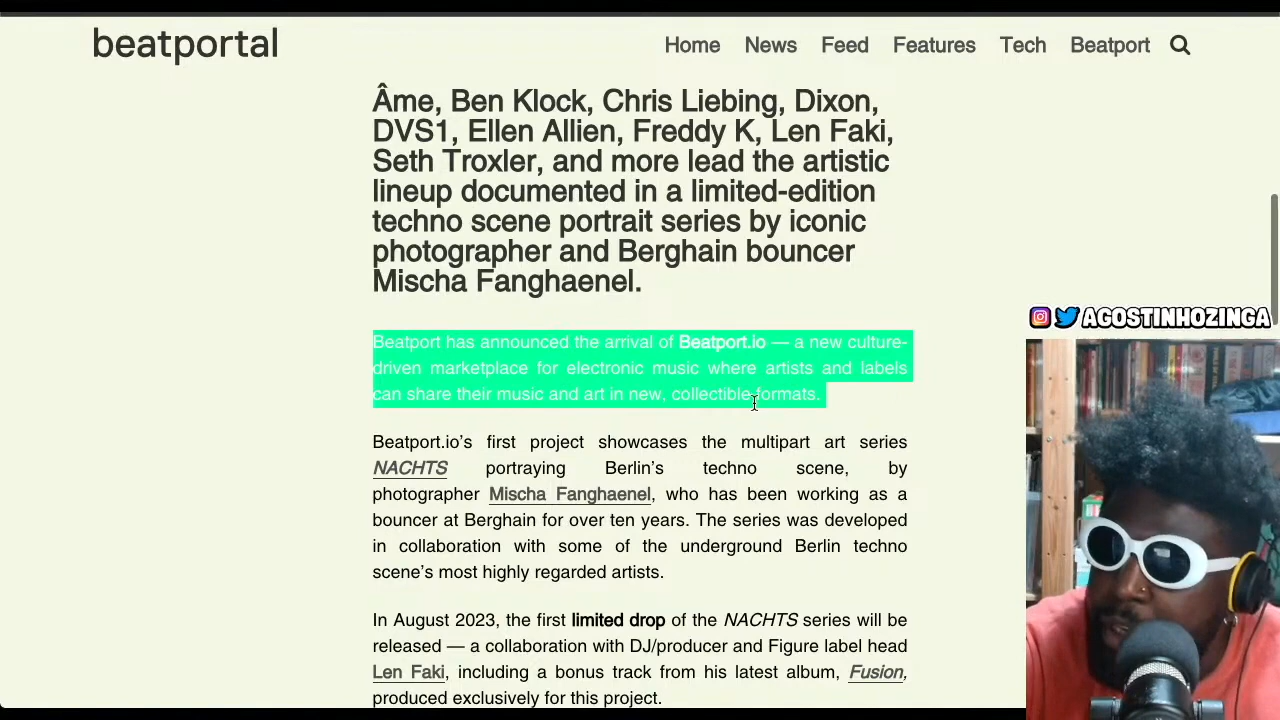 beatportal
Home News Feed Features Tech Beatport
Âme, Ben Klock, Chris Liebing, Dixon,
DVS1, Ellen Allien, Freddy K, Len Faki,
Seth Troxler, and more lead the artistic
lineup documented in a limited-edition
techno scene portrait series by iconic
photographer and Berghain bouncer
Mischa Fanghaenel.
Beatport has announced the arrival of Beatport.io — a new culture-
driven marketplace for electronic music where artists and labels
can share their music and art in new, collectible formats.
Beatport.io’s first project showcases the multipart art series
NACHTS portraying Berlin’s techno scene, by
photographer Mischa Fanghaenel, who has been working as a
bouncer at Berghain for over ten years. The series was developed
in collaboration with some of the underground Berlin techno
scene’s most highly regarded artists.
In August 2023, the first limited drop of the NACHTS series will be
released — a collaboration with DJ/producer and Figure label head
Len Faki, including a bonus track from his latest album, Fusion,
produced exclusively for this project.
AGOSTINHOZINGA